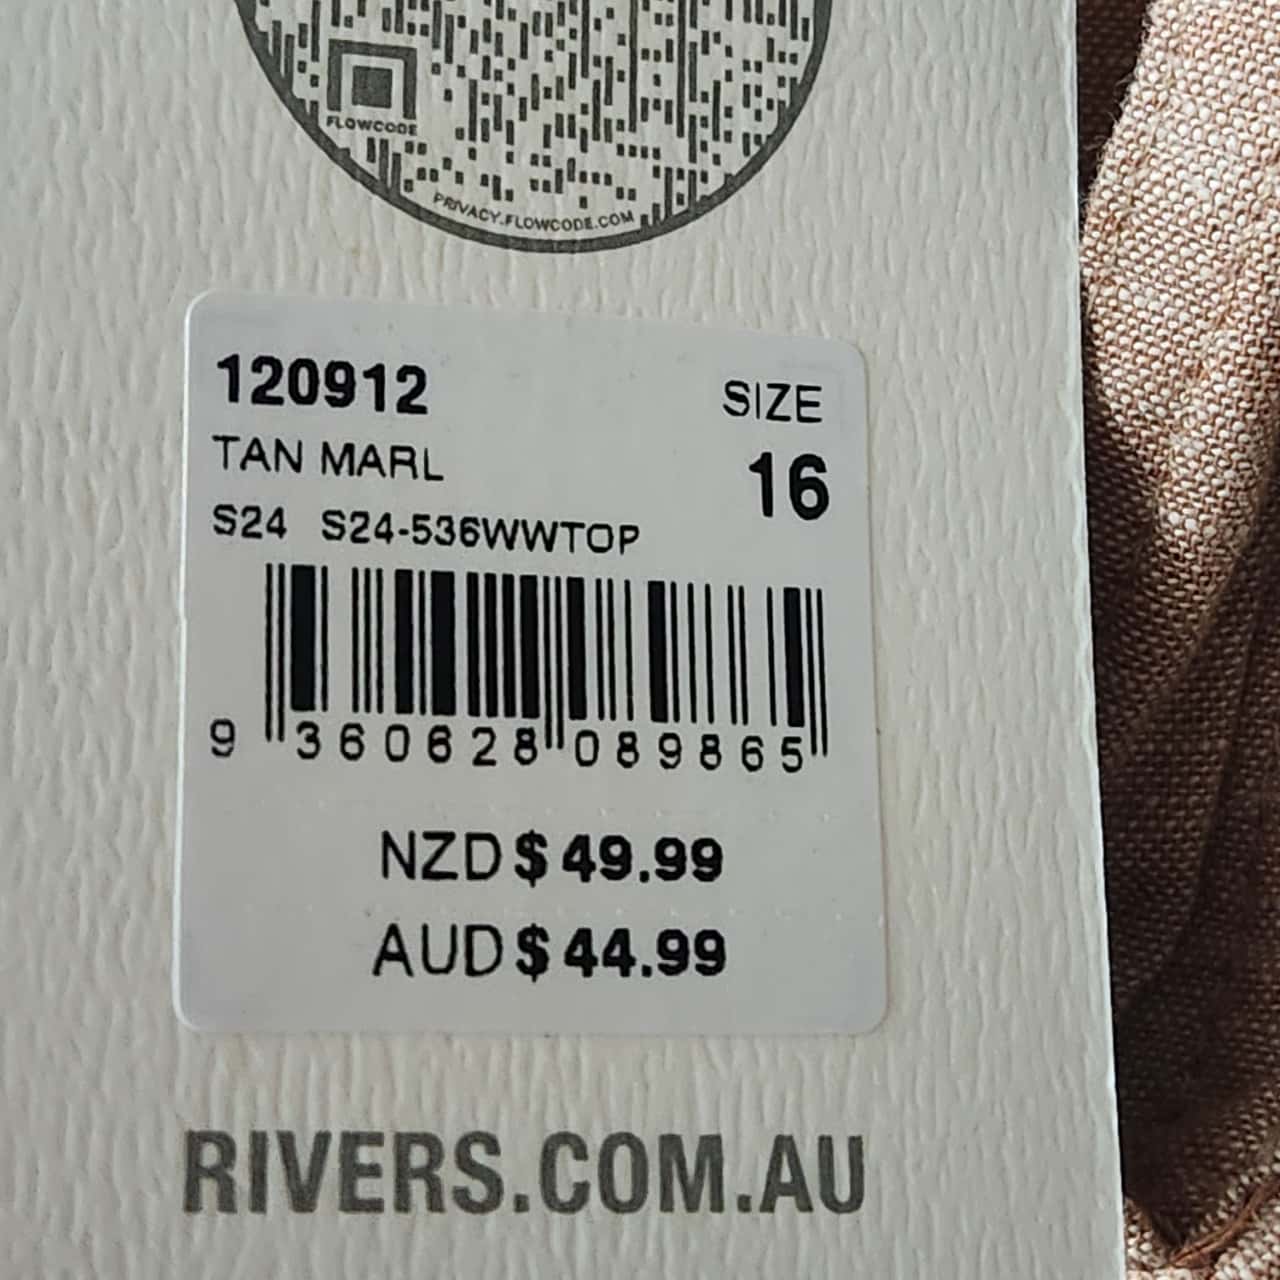 FLOWCODE
PRIVACY.FLOWCODE.COM
120912
SIZE
TAN MARL
16
S24 S24-536WWTOP
9 360628 089865
NZD $ 49.99
AUD $ 44.99
RIVERS.COM.AU